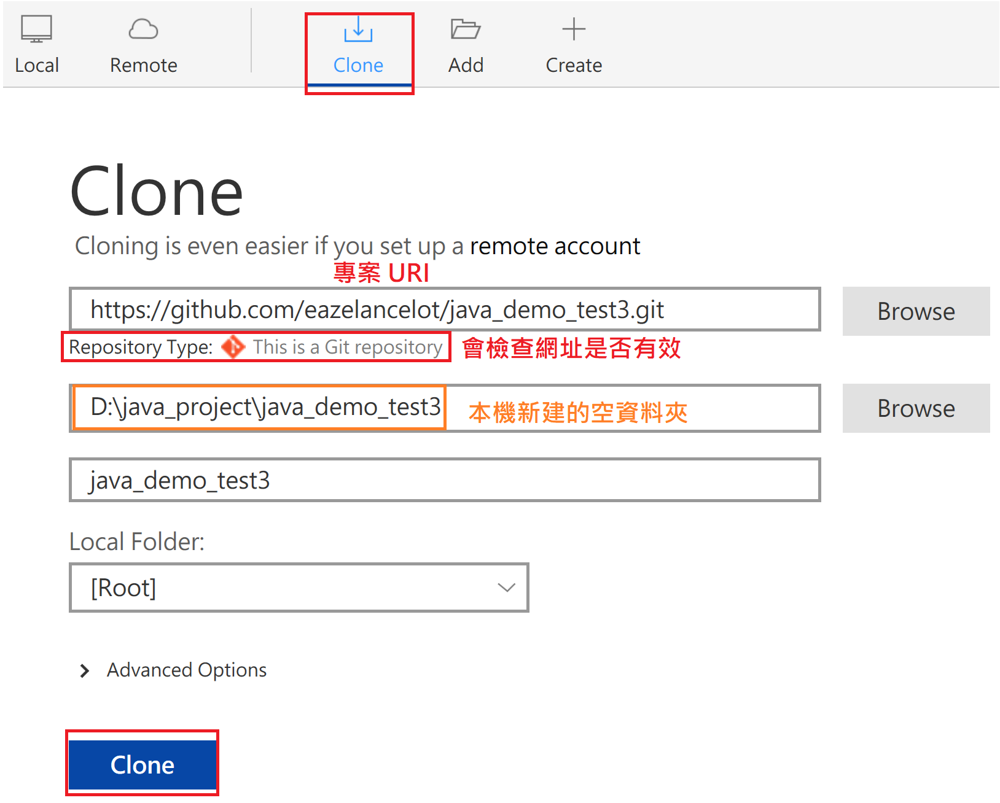 Local Remote Clone Add Create
Clone
Cloning is even easier if you set up a remote account
專案 URI
https://github.com/eazelancelot/java_demo_test3.git Browse
Repository Type: This is a Git repository 會檢查網址是否有效
D:\java_project\java_demo_test3 本機新建的空資料夾 Browse
java_demo_test3
Local Folder:
[Root]
Advanced Options
Clone